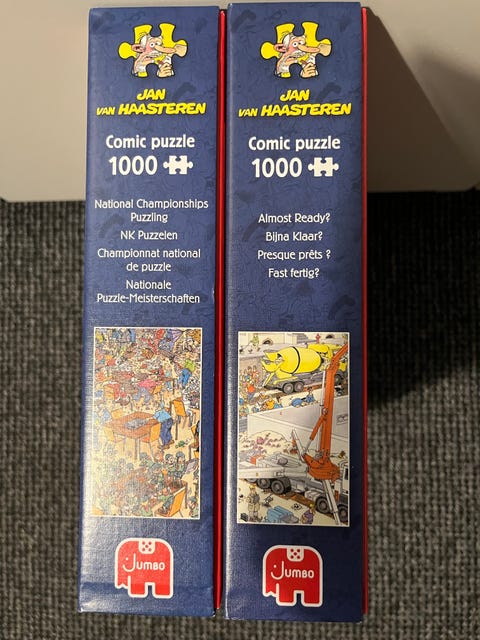 JAN
VAN HAASTEREN
Comic puzzle
1000
National Championships
Puzzling
NK Puzzelen
Championnat national
de puzzle
Nationale
Puzzle-Meisterschaften
Jumbo
JAN
VAN HAASTEREN
Comic puzzle
1000
Almost Ready?
Bijna Klaar?
Presque prêts ?
Fast fertig?
Jumbo